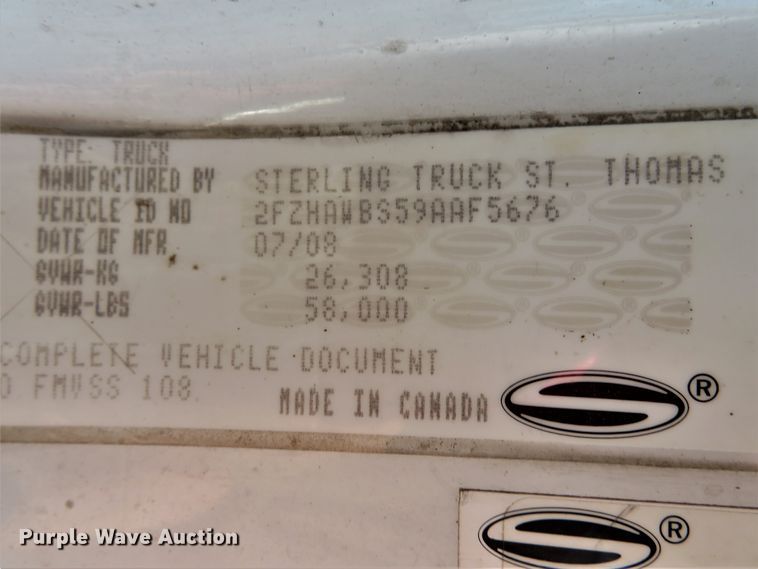 TYPE: TRUCK
MANUFACTURED BY STERLING TRUCK ST. THOMAS
VEHICLE ID NO 2FZHAWBS59AAF5676
DATE OF MFR 07/08
GVWR-KG 26,308
GVWR-LBS 58,000
COMPLETE VEHICLE DOCUMENT
FMVSS 108
MADE IN CANADA ®
®
Purple Wave Auction